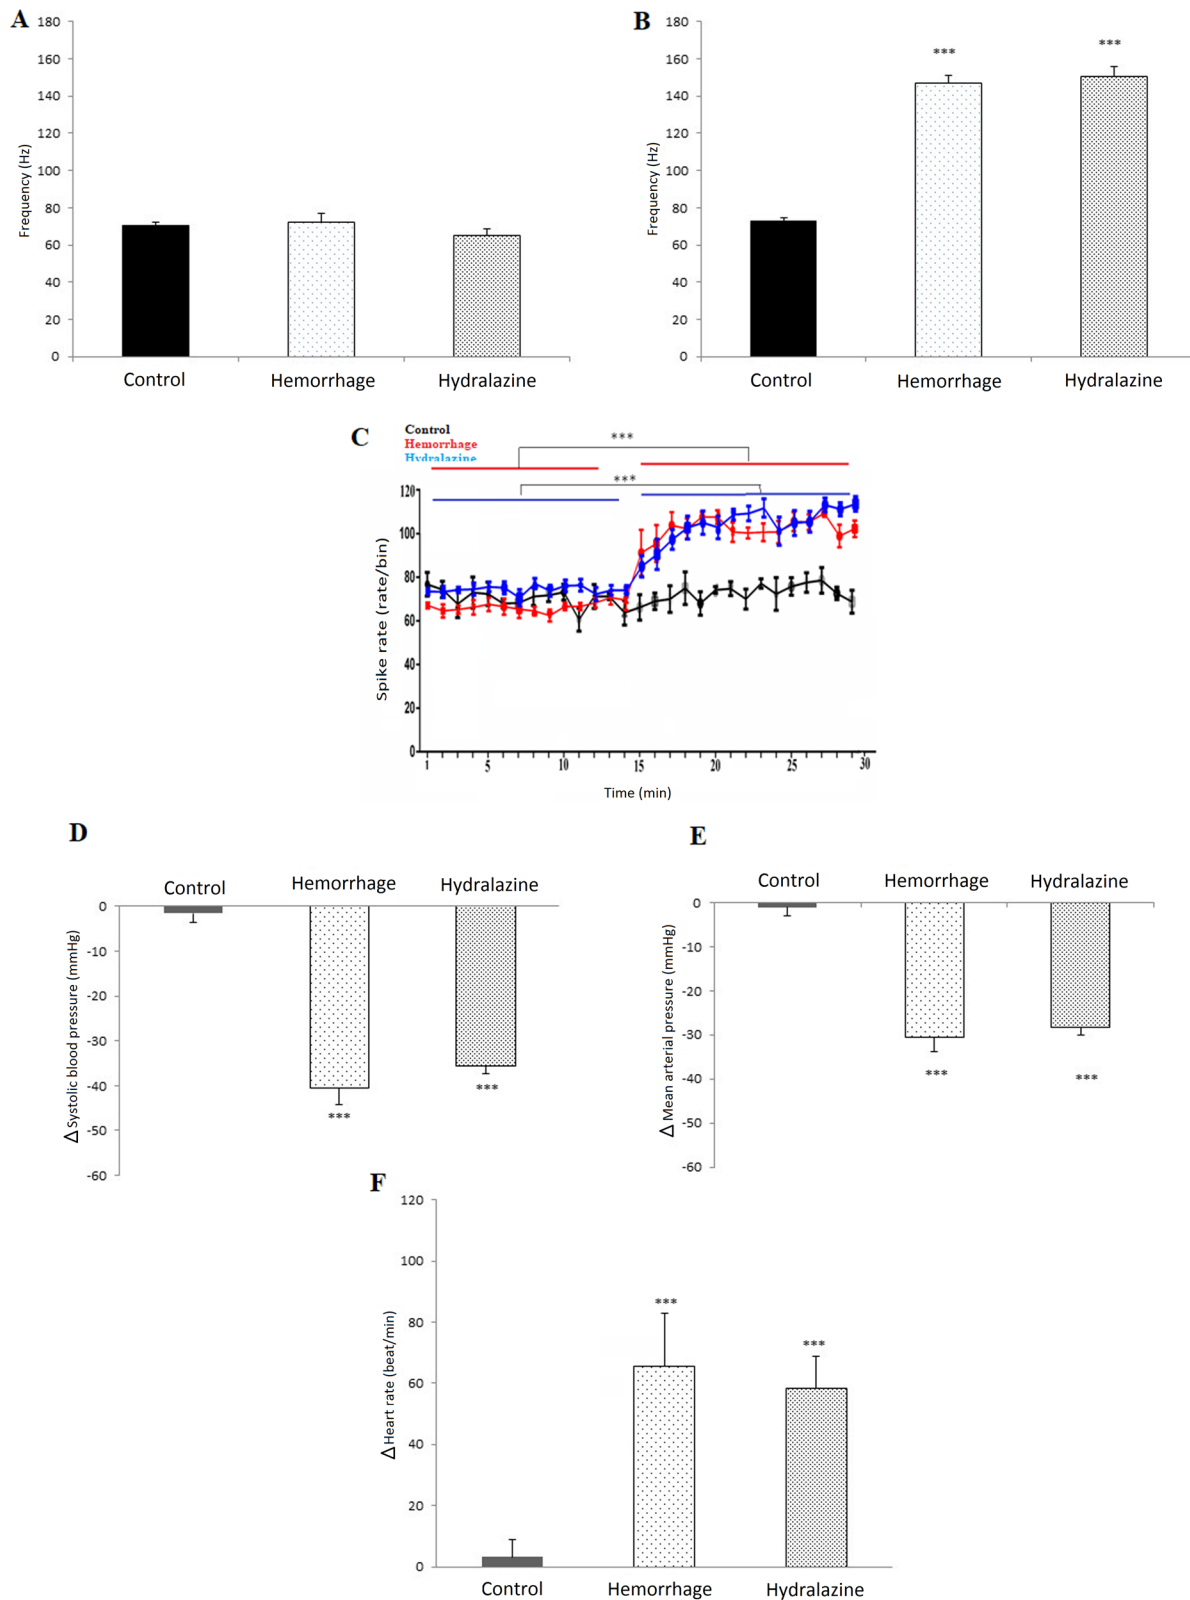 A
Frequency (Hz)
180
160
140
120
100
80
60
40
20
0
Control
Hemorrhage
Hydralazine
B
Frequency (Hz)
180
160
140
120
100
80
60
40
20
0
***
***
Control
Hemorrhage
Hydralazine
C
Control
Hemorrhage
Hydralazine
***
***
Spike rate (rate/bin)
120
100
80
60
40
20
0
1 5 10 15 20 25 30
Time (min)
D
Control
Hemorrhage
Hydralazine
Δ Systolic blood pressure (mmHg)
0
-10
-20
-30
-40
-50
-60
***
***
E
Control
Hemorrhage
Hydralazine
Δ Mean arterial pressure (mmHg)
0
-10
-20
-30
-40
-50
-60
***
***
F
Δ Heart rate (beat/min)
120
100
80
60
40
20
0
***
***
Control
Hemorrhage
Hydralazine